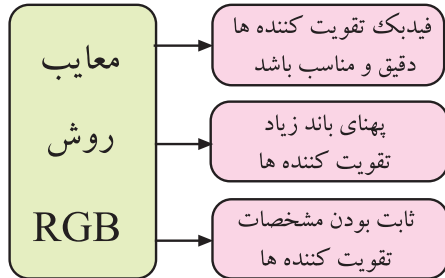 معایب
روش
RGB
فیدبک تقویت کننده ها
دقیق و مناسب باشد
پهنای باند زیاد
تقویت کننده ها
ثابت بودن مشخصات
تقویت کننده ها